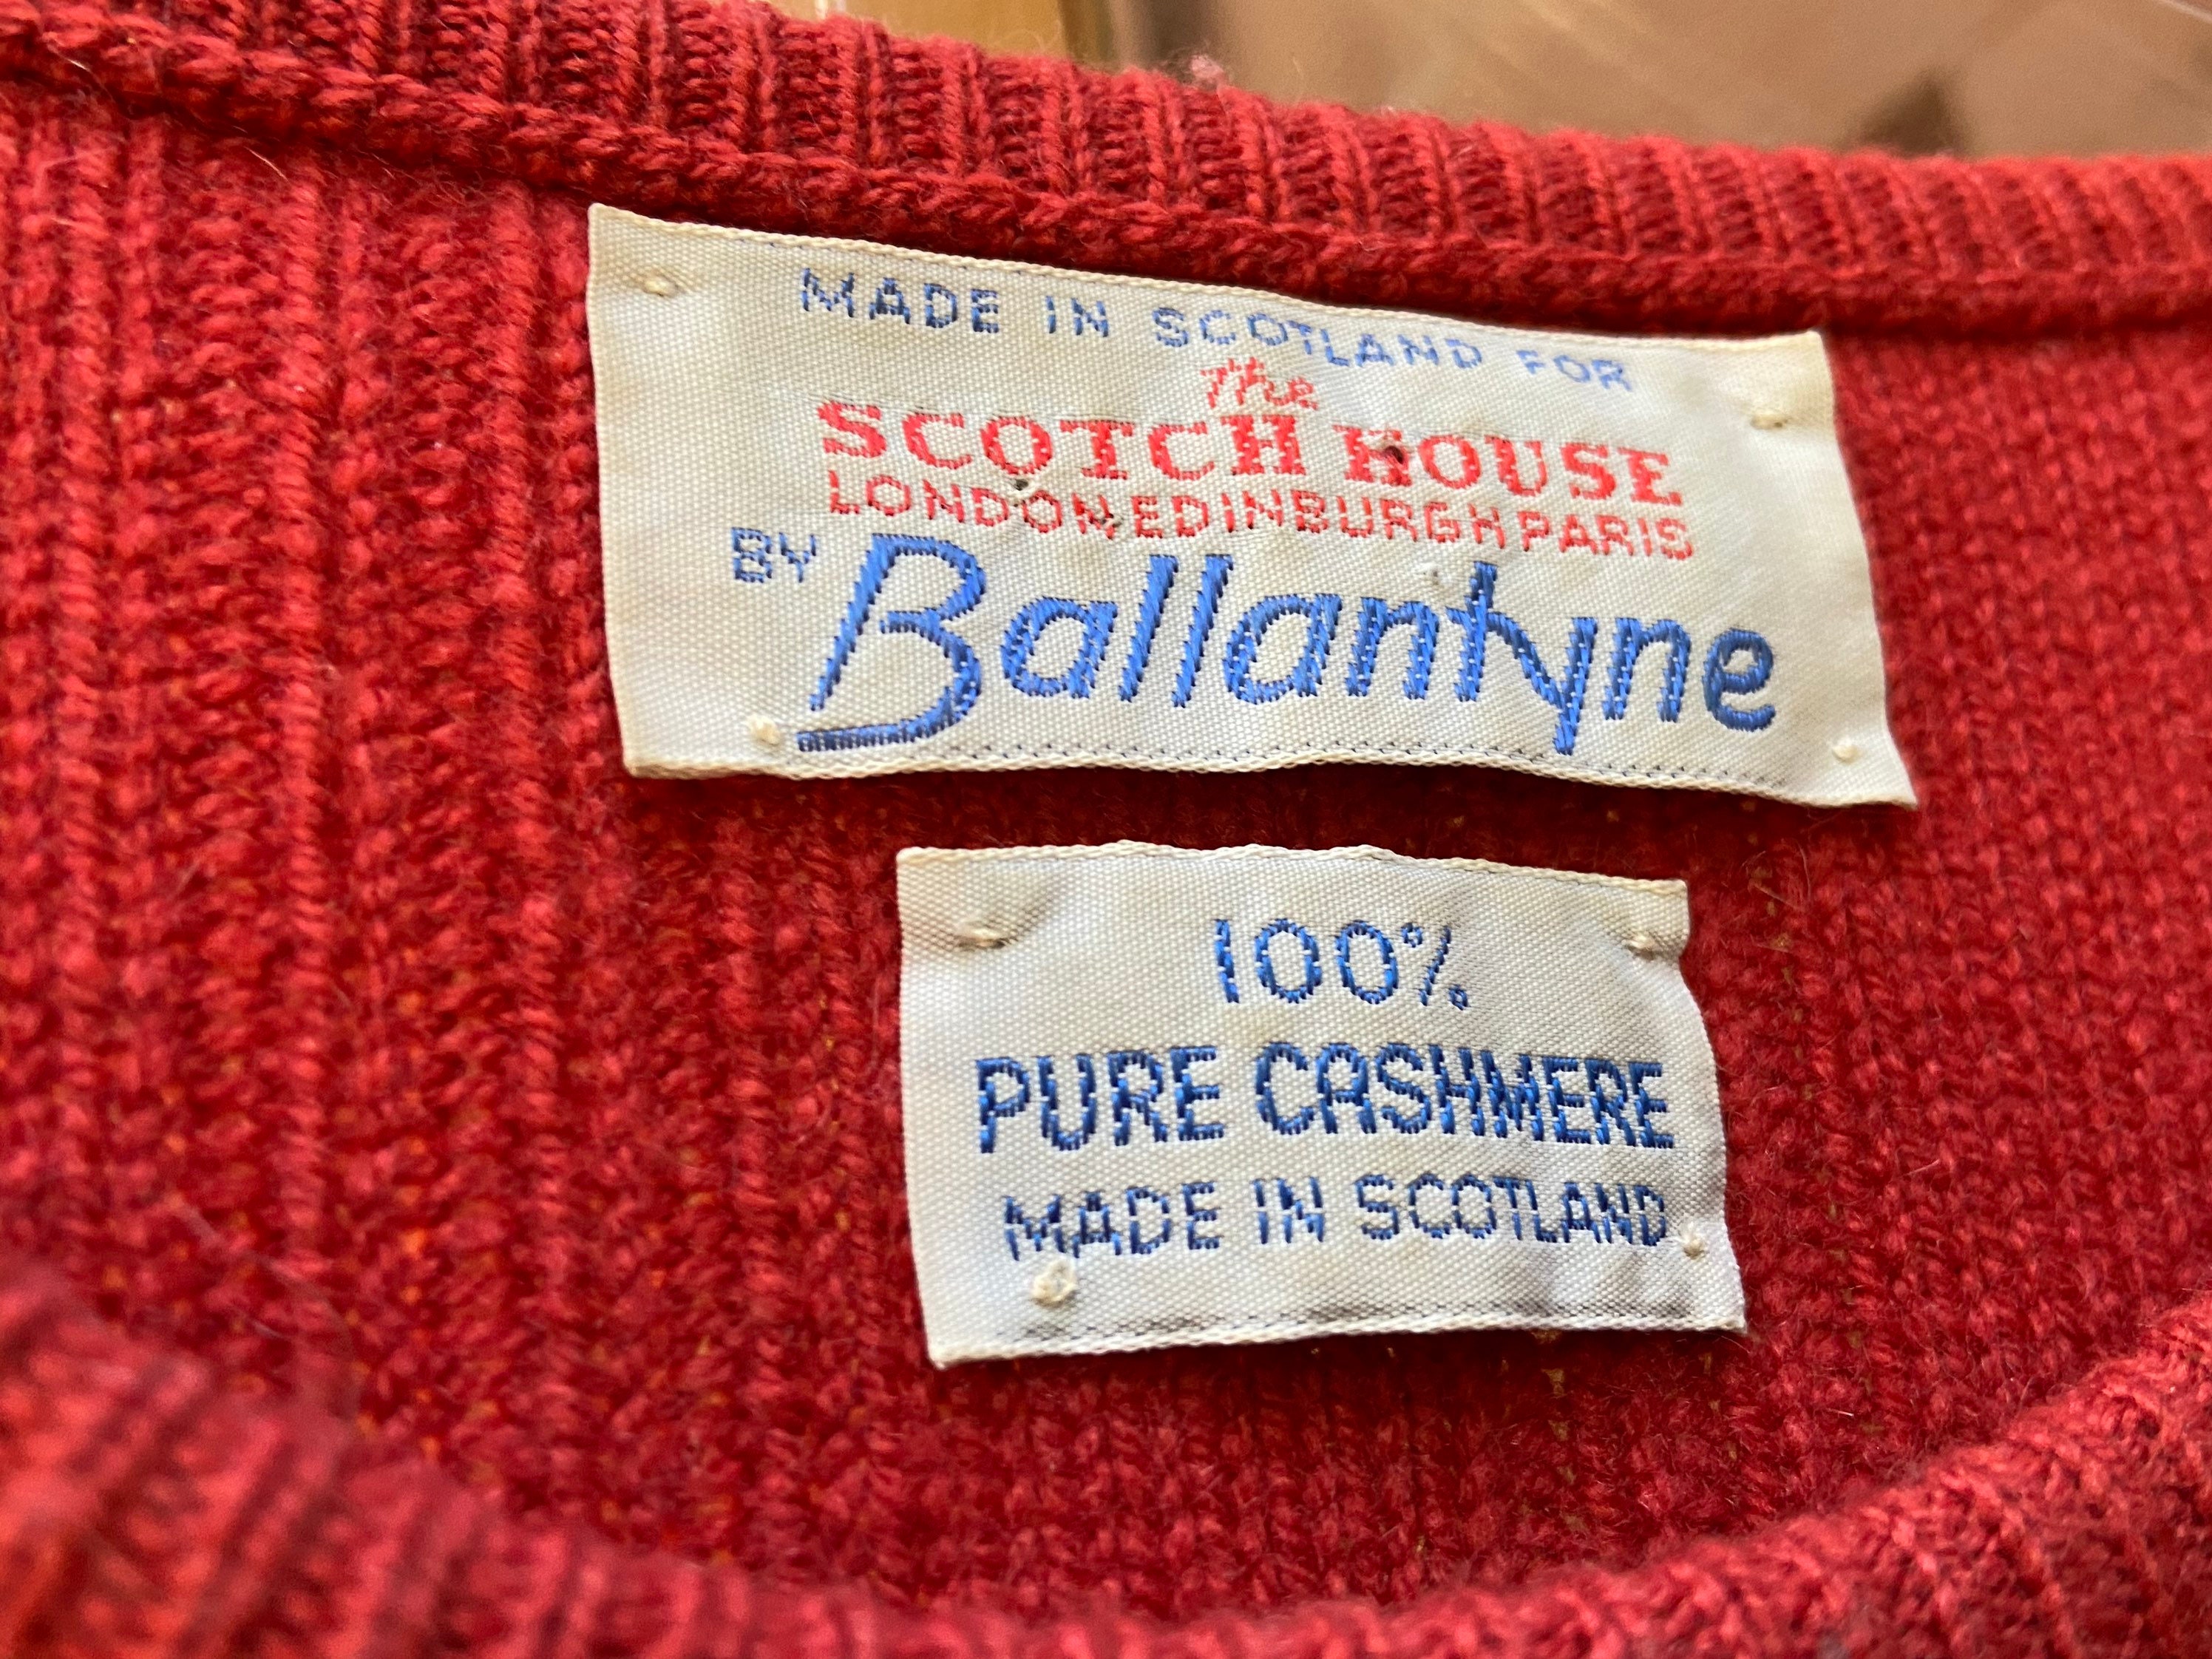 MADE IN SCOTLAND FOR
the
SCOTCH HOUSE
LONDON, EDINBURGH PARIS
BY Ballantyne
100%
PURE CASHMERE
MADE IN SCOTLAND